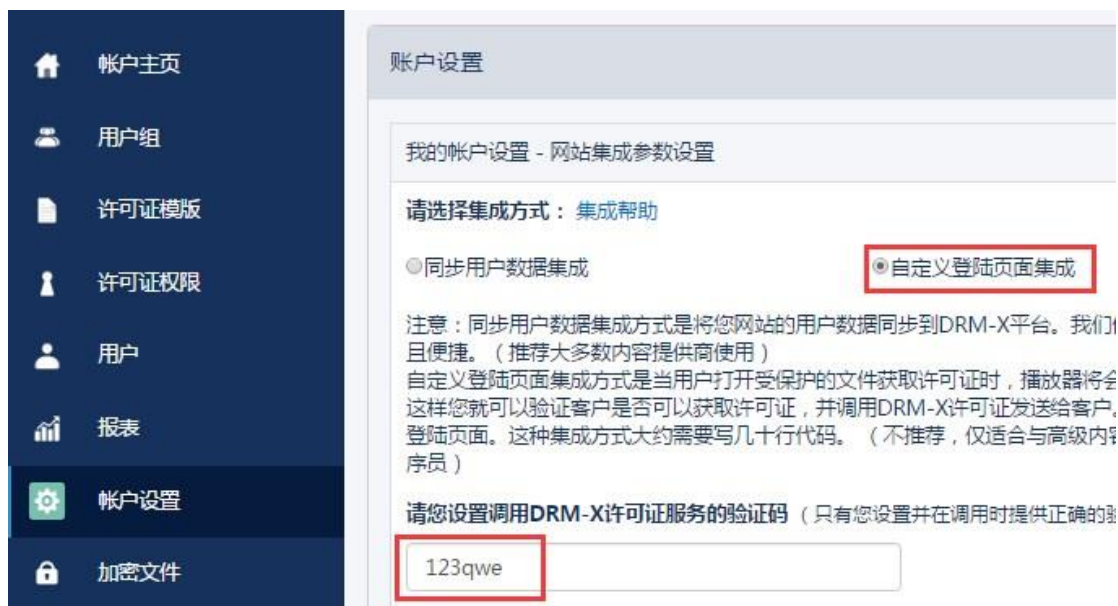 帐户主页
用户组
许可证模版
许可证权限
用户
报表
帐户设置
加密文件
账户设置
我的帐户设置 - 网站集成参数设置
请选择集成方式： 集成帮助
同步用户数据集成
自定义登陆页面集成
注意：同步用户数据集成方式是将您网站的用户数据同步到DRM-X平台。我们
且便捷。（推荐大多数内容提供商使用）
自定义登陆页面集成方式是当用户打开受保护的文件获取许可证时，播放器将会
这样您就可以验证客户是否可以获取许可证，并调用DRM-X许可证发送给客户。
登陆页面。这种集成方式大约需要写几十行代码。（不推荐，仅适合与高级内容
序员）
请您设置调用DRM-X许可证服务的验证码（只有您设置并在调用时提供正确的验
123qwe